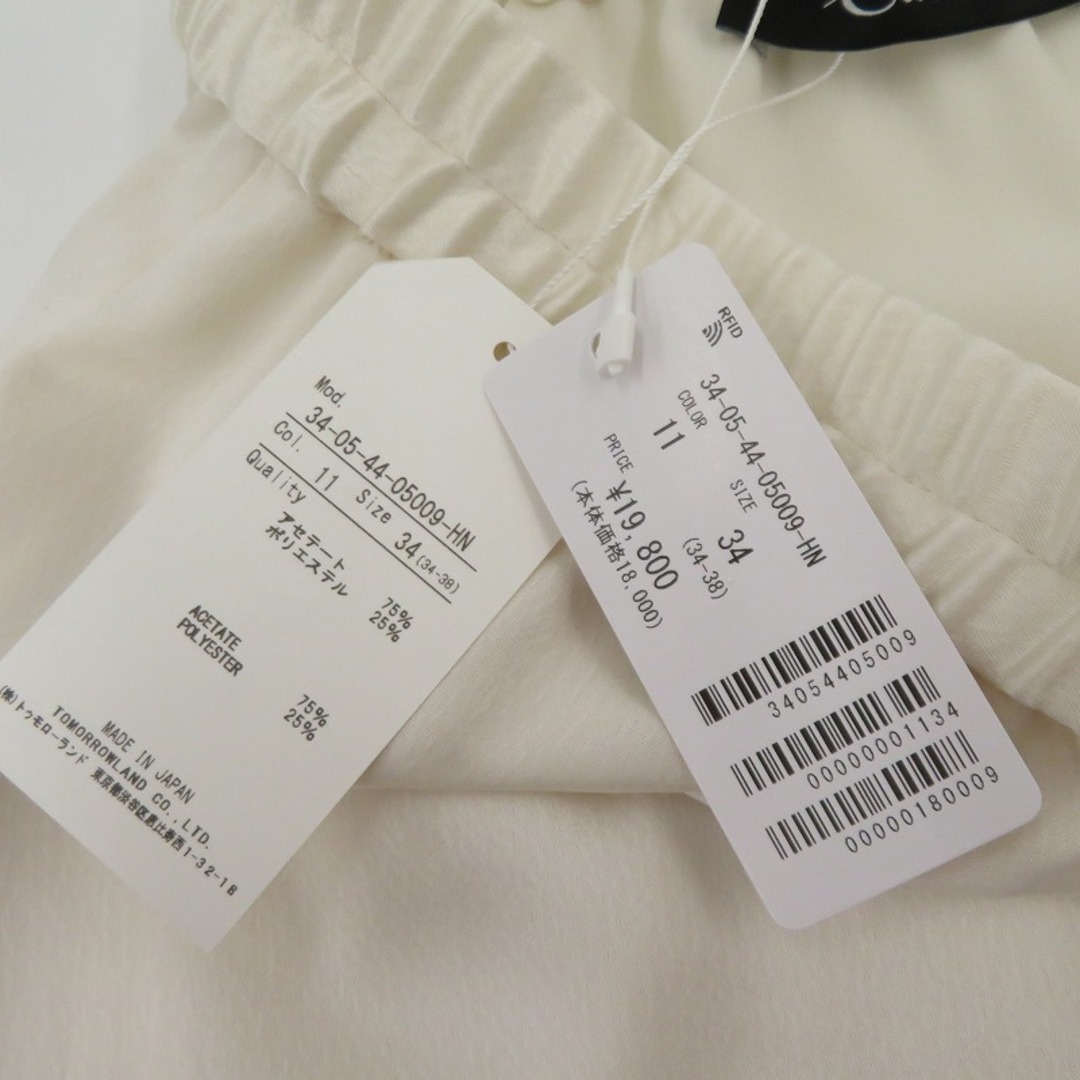 Mod.
34-05-44-05009-HN
Col. 11 Size 34(34-38)
Quality
アセテート 75%
ポリエステル 25%
ACETATE 75%
POLYESTER 25%
MADE IN JAPAN
TOMORROWLAND CO.,LTD.
(株)トゥモローランド 東京都渋谷区恵比寿西1-32-18
RFID
34-05-44-05009-HN
COLOR SIZE
11 34
(34-38)
PRICE ¥19,800
(本体価格18,000)
34054405009
0000001134
00000180009